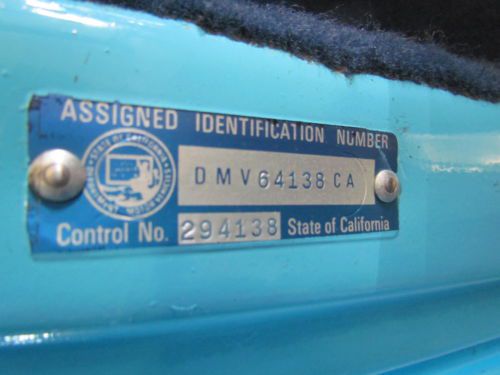 ASSIGNED IDENTIFICATION NUMBER
DMV64138CA
Control No. 294138 State of California